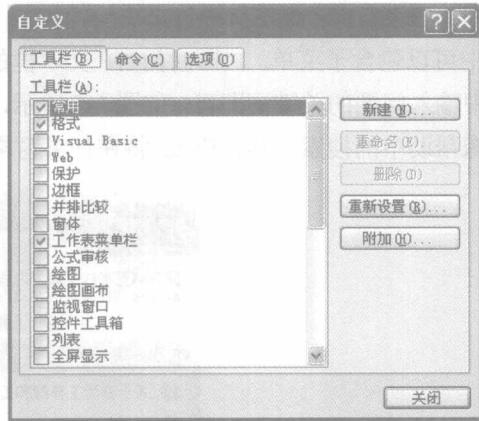 自定义
工具栏(B) 命令(C) 选项(O)
工具栏(A):
常用
格式
Visual Basic
Web
保护
边框
并排比较
窗体
工作表菜单栏
公式审核
绘图
绘图画布
监视窗口
控件工具箱
列表
全屏显示
新建(N)...
重命名(E)...
删除(D)
重新设置(R)...
附加(H)...
关闭